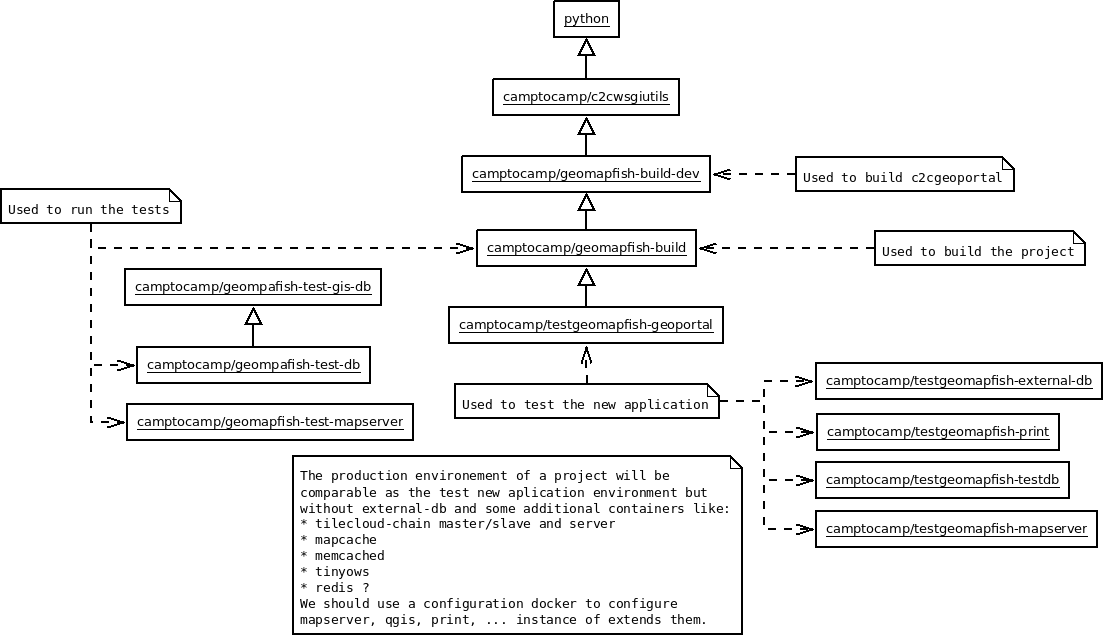 python
camptocamp/c2cwsgiutils
camptocamp/geomapfish-build-dev
Used to build c2cgeoportal
Used to run the tests
camptocamp/geomapfish-build
Used to build the project
camptocamp/geompafish-test-gis-db
camptocamp/testgeomapfish-geoportal
camptocamp/geompafish-test-db
camptocamp/testgeomapfish-external-db
Used to test the new application
camptocamp/geomapfish-test-mapserver
camptocamp/testgeomapfish-print
camptocamp/testgeomapfish-testdb
camptocamp/testgeomapfish-mapserver
The production environement of a project will be
comparable as the test new aplication environment but
without external-db and some additional containers like:
* tilecloud-chain master/slave and server
* mapcache
* memcached
* tinyows
* redis ?
We should use a configuration docker to configure
mapserver, qgis, print, ... instance of extends them.